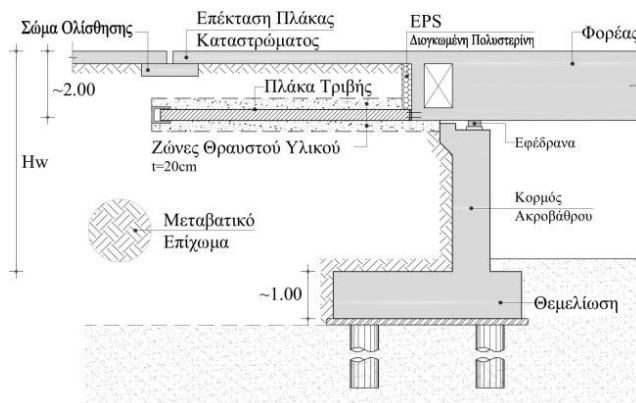 Σώμα Ολίσθησης
Επέκταση Πλάκας
Καταστρώματος
EPS
Διογκωμένη Πολυστερίνη
Φορέας
~2.00
Πλάκα Τριβής
Ζώνες Θραυστού Υλικού
t=20cm
Εφέδρανα
Hw
Μεταβατικό
Επίχωμα
Κορμός
Ακροβάθρου
~1.00
Θεμελίωση